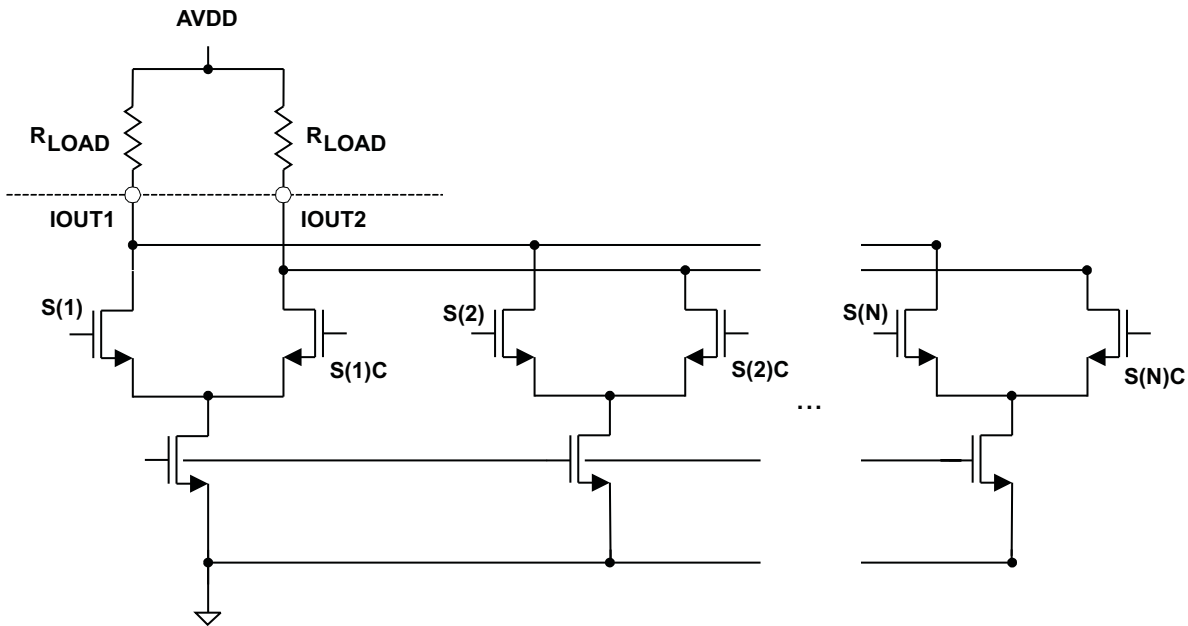 AVDD
RLOAD RLOAD
IOUT1 IOUT2
S(1) S(2) S(N)
S(1)C S(2)C S(N)C
...